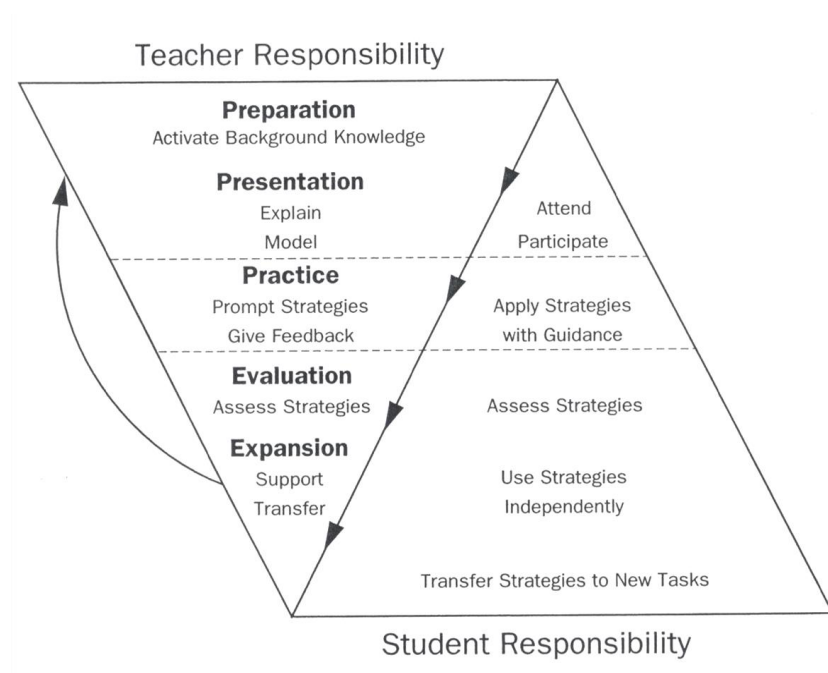 Teacher Responsibility
Preparation
Activate Background Knowledge
Presentation
Explain
Attend
Model
Participate
Practice
Prompt Strategies
Apply Strategies
Give Feedback
with Guidance
Evaluation
Assess Strategies
Assess Strategies
Expansion
Support
Use Strategies
Transfer
Independently
Transfer Strategies to New Tasks
Student Responsibility